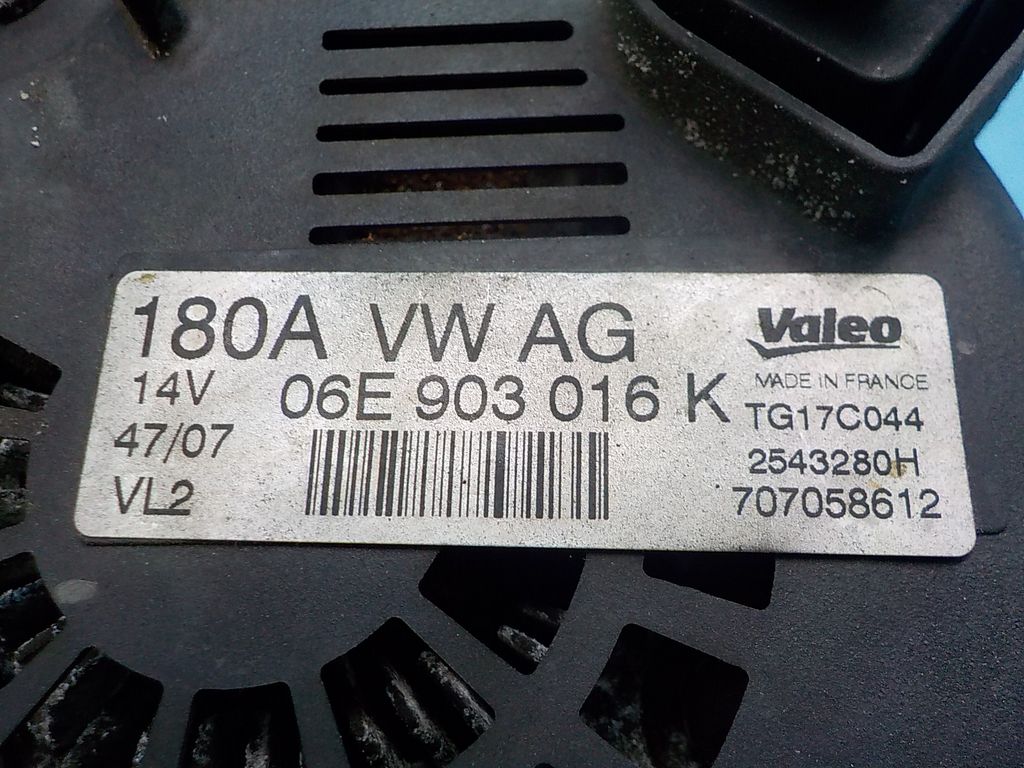 180A VW AG
Valeo
14V
06E 903 016 K
MADE IN FRANCE
TG17C044
47/07
2543280H
VL2
707058612